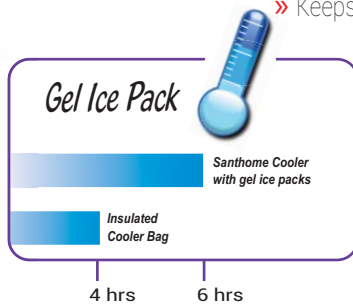 » Keeps
Gel Ice Pack
Santhome Cooler
with gel ice packs
Insulated
Cooler Bag
4 hrs 6 hrs